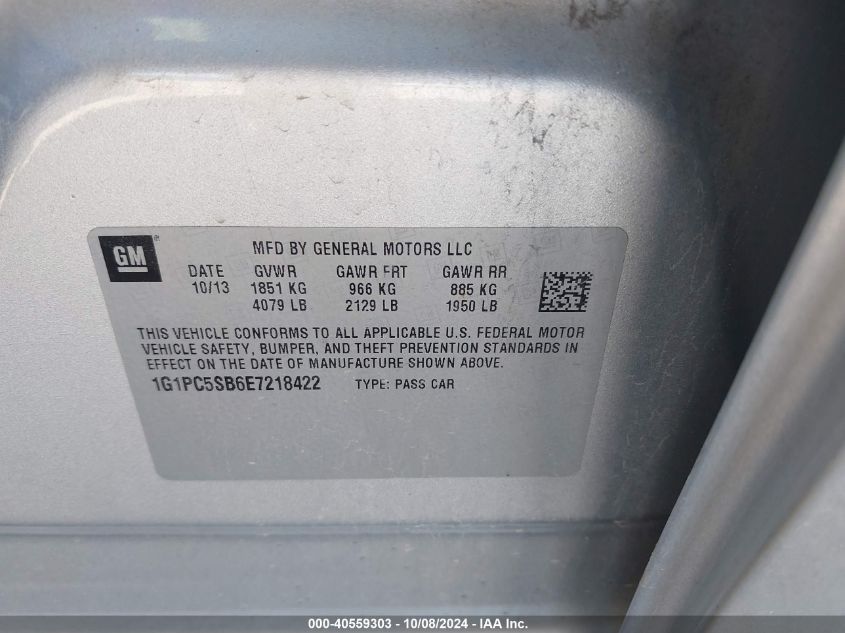 GM ® MFD BY GENERAL MOTORS LLC
DATE GVWR GAWR FRT GAWR RR
10/13 1851 KG 966 KG 885 KG
4079 LB 2129 LB 1950 LB
THIS VEHICLE CONFORMS TO ALL APPLICABLE U.S. FEDERAL MOTOR
VEHICLE SAFETY, BUMPER, AND THEFT PREVENTION STANDARDS IN
EFFECT ON THE DATE OF MANUFACTURE SHOWN ABOVE.
1G1PC5SB6E7218422 TYPE: PASS CAR
000-40559303 - 10/08/2024 - IAA Inc.